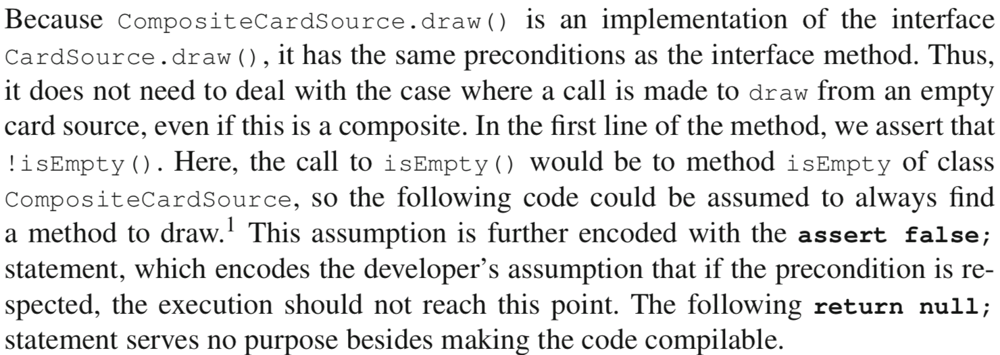 Because CompositeCardSource.draw() is an implementation of the interface
CardSource.draw(), it has the same preconditions as the interface method. Thus,
it does not need to deal with the case where a call is made to draw from an empty
card source, even if this is a composite. In the first line of the method, we assert that
!isEmpty(). Here, the call to isEmpty() would be to method isEmpty of class
CompositeCardSource, so the following code could be assumed to always find
a method to draw.1 This assumption is further encoded with the assert false;
statement, which encodes the developer's assumption that if the precondition is re-
spected, the execution should not reach this point. The following return null;
statement serves no purpose besides making the code compilable.